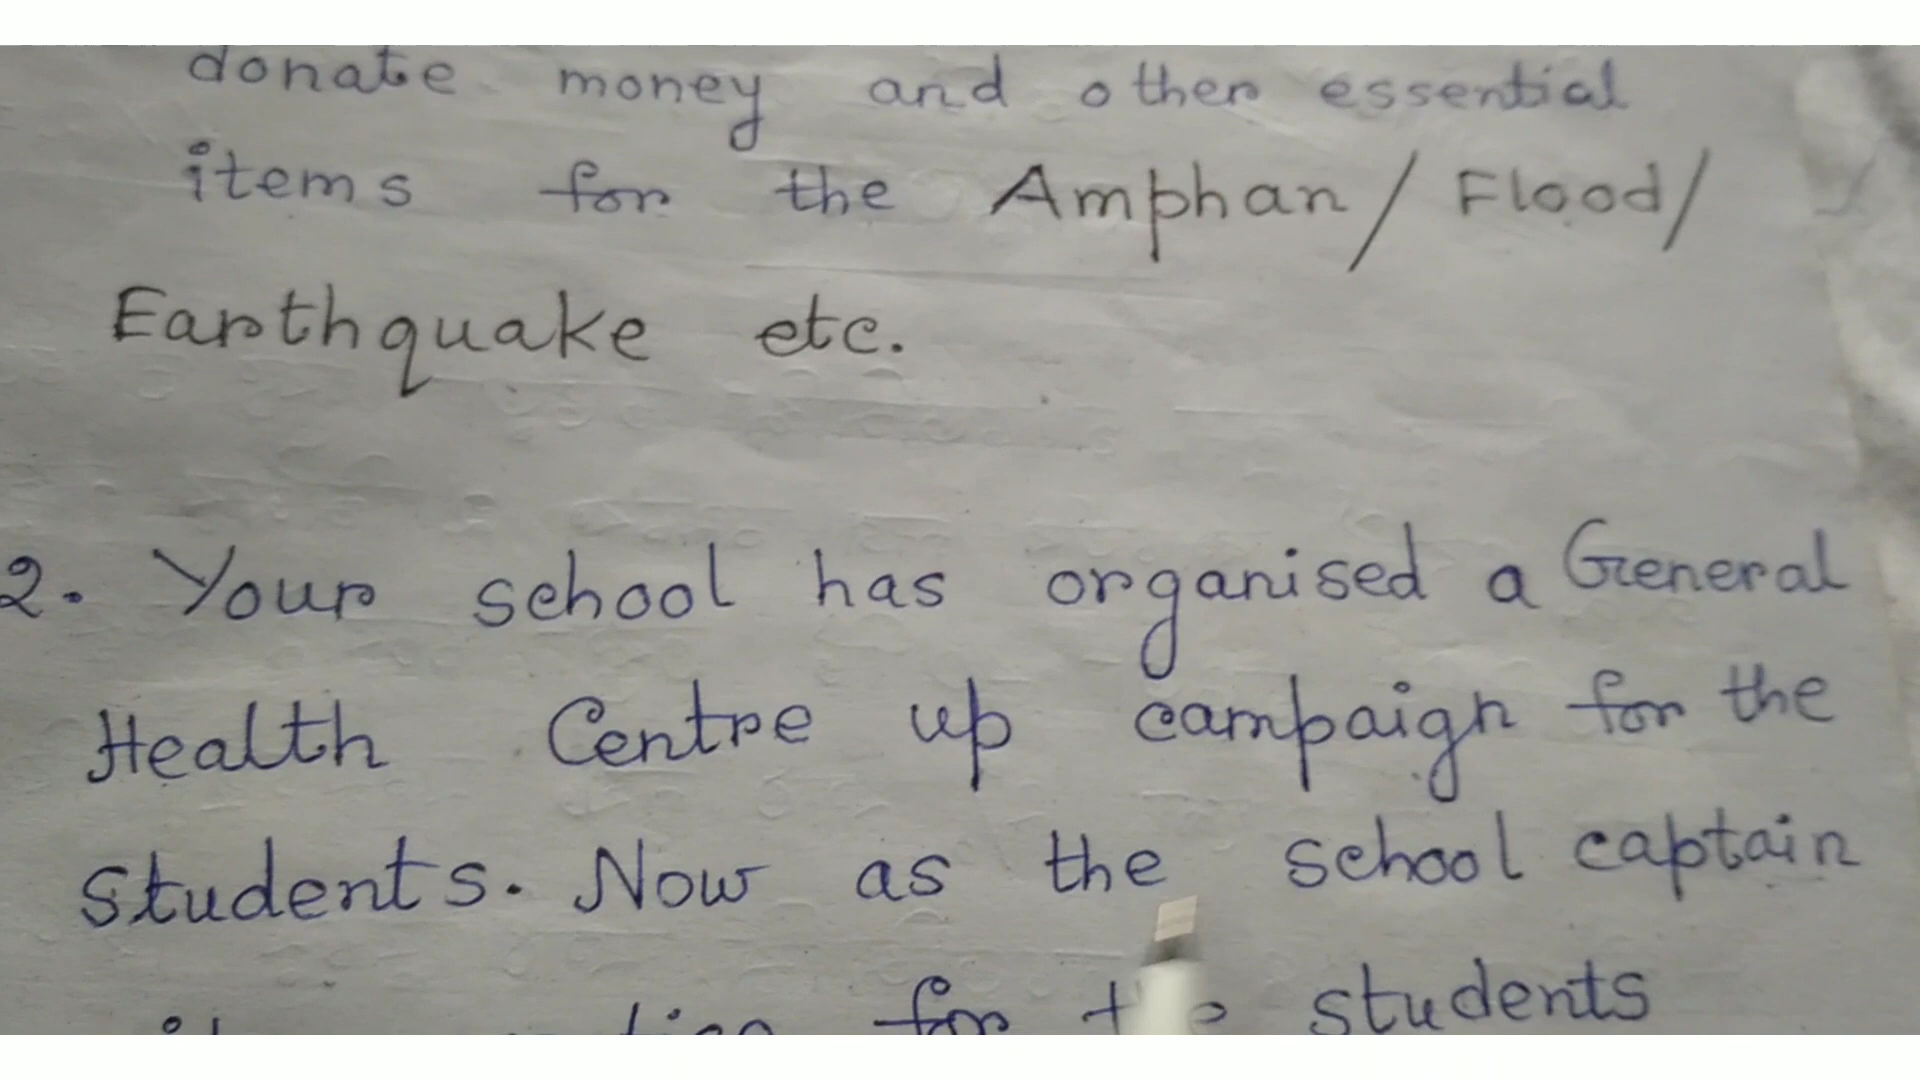 donate money and other essential
items for the Amphan / Flood /
Earthquake etc.
2. Your school has organised a General
Health Centre up campaign for the
students. Now as the school captain
for students